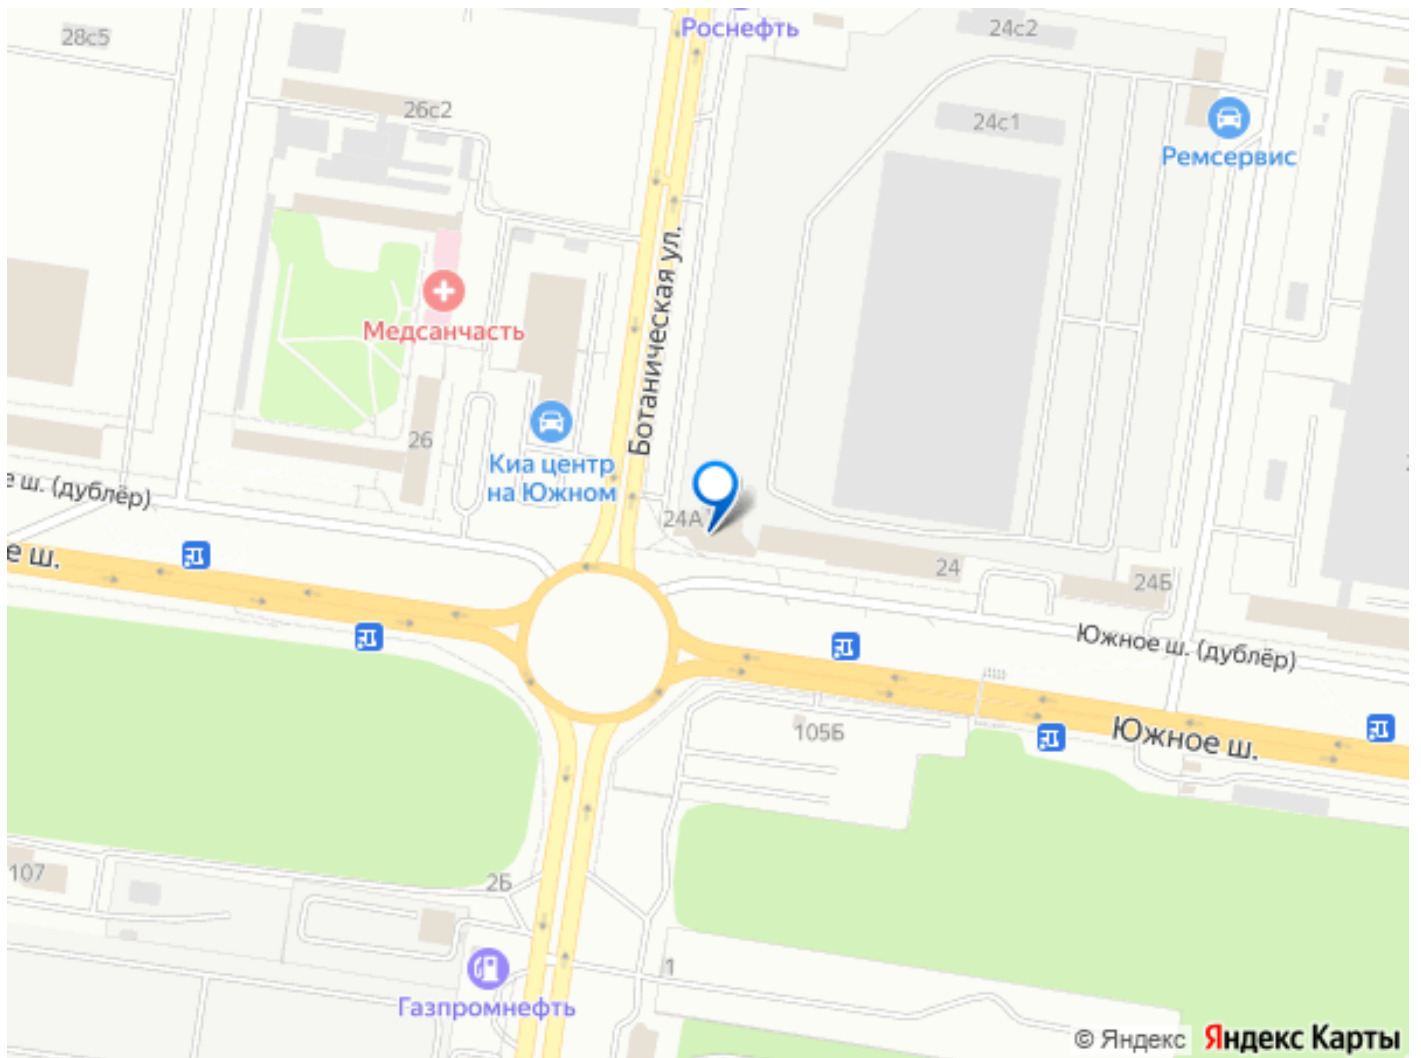 Роснефть
28с5
24с2
26с2
24с1
Ремсервис
Ботаническая ул.
Медсанчасть
26
Киа центр
на Южном
е ш. (дублёр)
24А
е ш.
24
24Б
Южное ш. (дублёр)
105Б
Южное ш.
107
2Б
1
Газпромнефть
© Яндекс Яндекс Карты